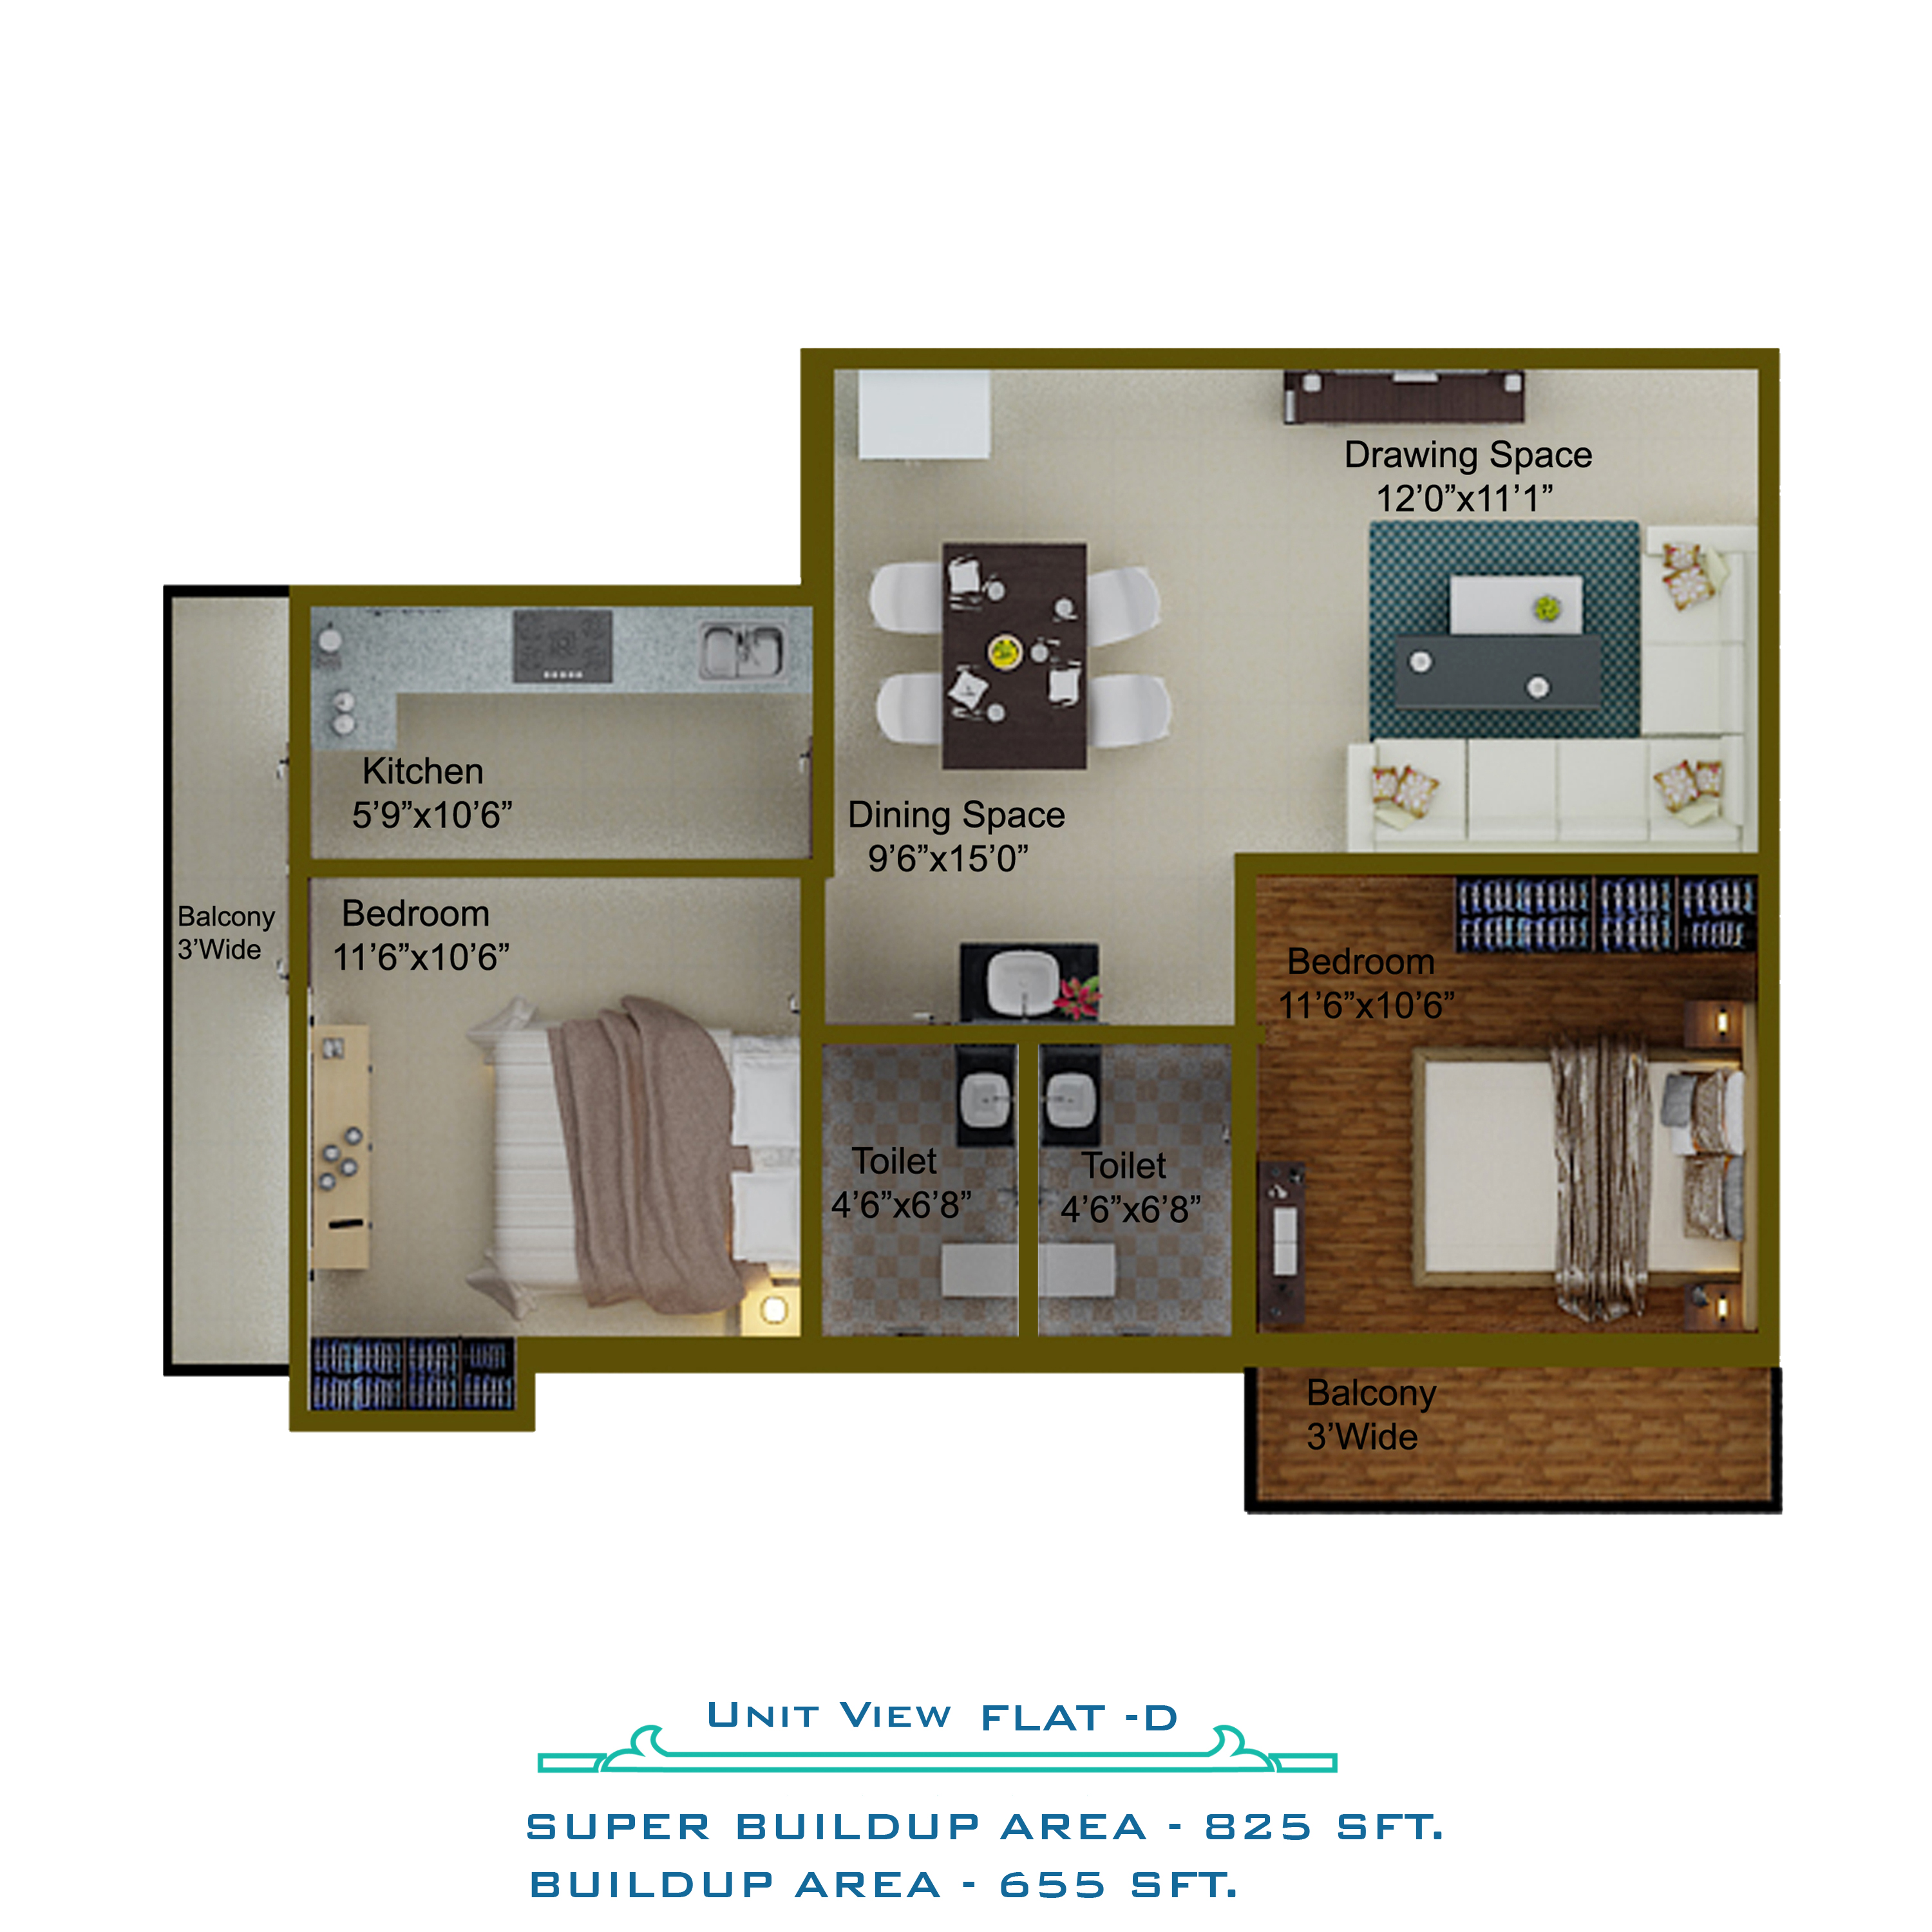 Drawing Space
12’0”x11’1”
Kitchen
5’9”x10’6”
Dining Space
9’6”x15’0”
Balcony
3’Wide
Bedroom
11’6”x10’6”
Bedroom
11’6”x10’6”
Toilet
4’6”x6’8”
Toilet
4’6”x6’8”
Balcony
3’Wide
UNIT VIEW FLAT -D
SUPER BUILDUP AREA - 825 SFT.
BUILDUP AREA - 655 SFT.